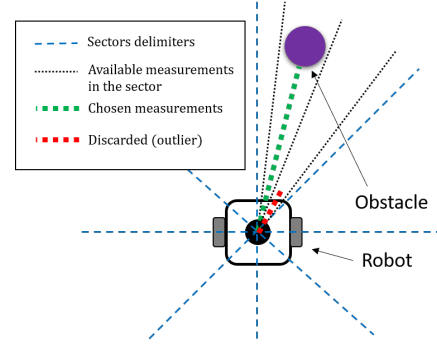 Sectors delimiters
Available measurements
in the sector
Chosen measurements
Discarded (outlier)
Obstacle
Robot